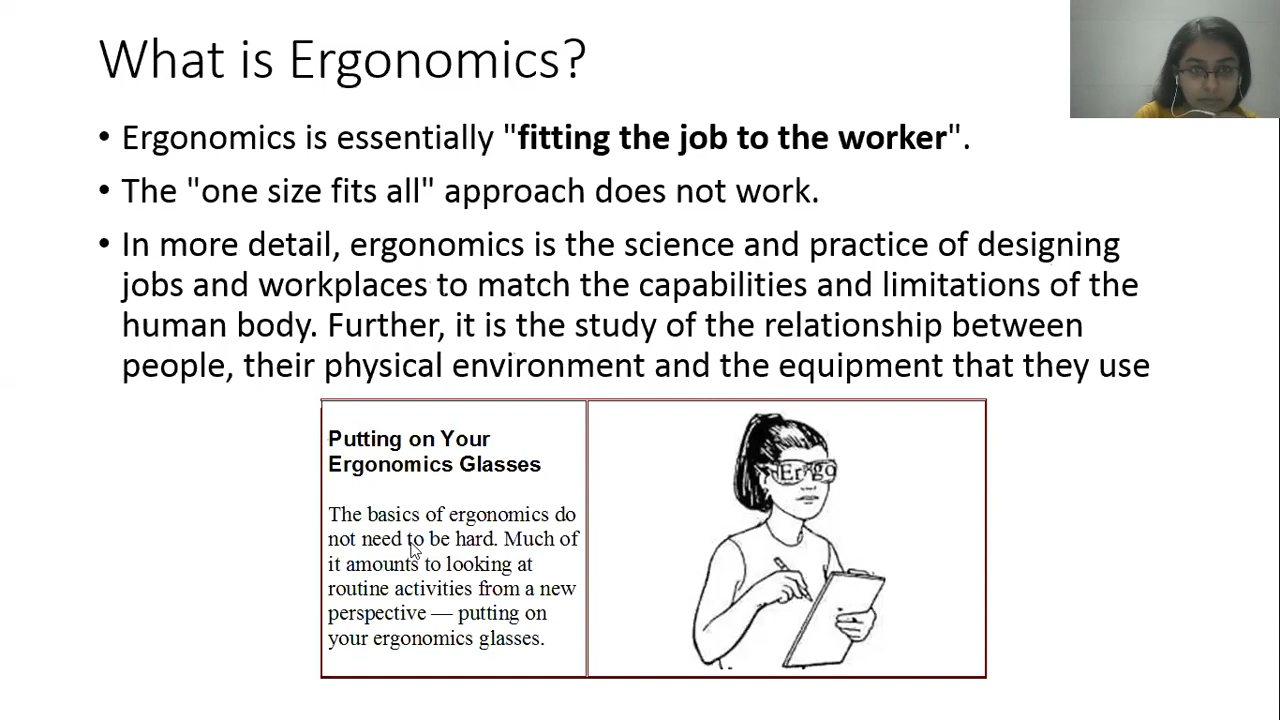 What is Ergonomics?
• Ergonomics is essentially "fitting the job to the worker".
• The "one size fits all" approach does not work.
• In more detail, ergonomics is the science and practice of designing
jobs and workplaces to match the capabilities and limitations of the
human body. Further, it is the study of the relationship between
people, their physical environment and the equipment that they use
Putting on Your
Ergonomics Glasses
The basics of ergonomics do
not need to be hard. Much of
it amounts to looking at
routine activities from a new
perspective — putting on
your ergonomics glasses.
Ergo